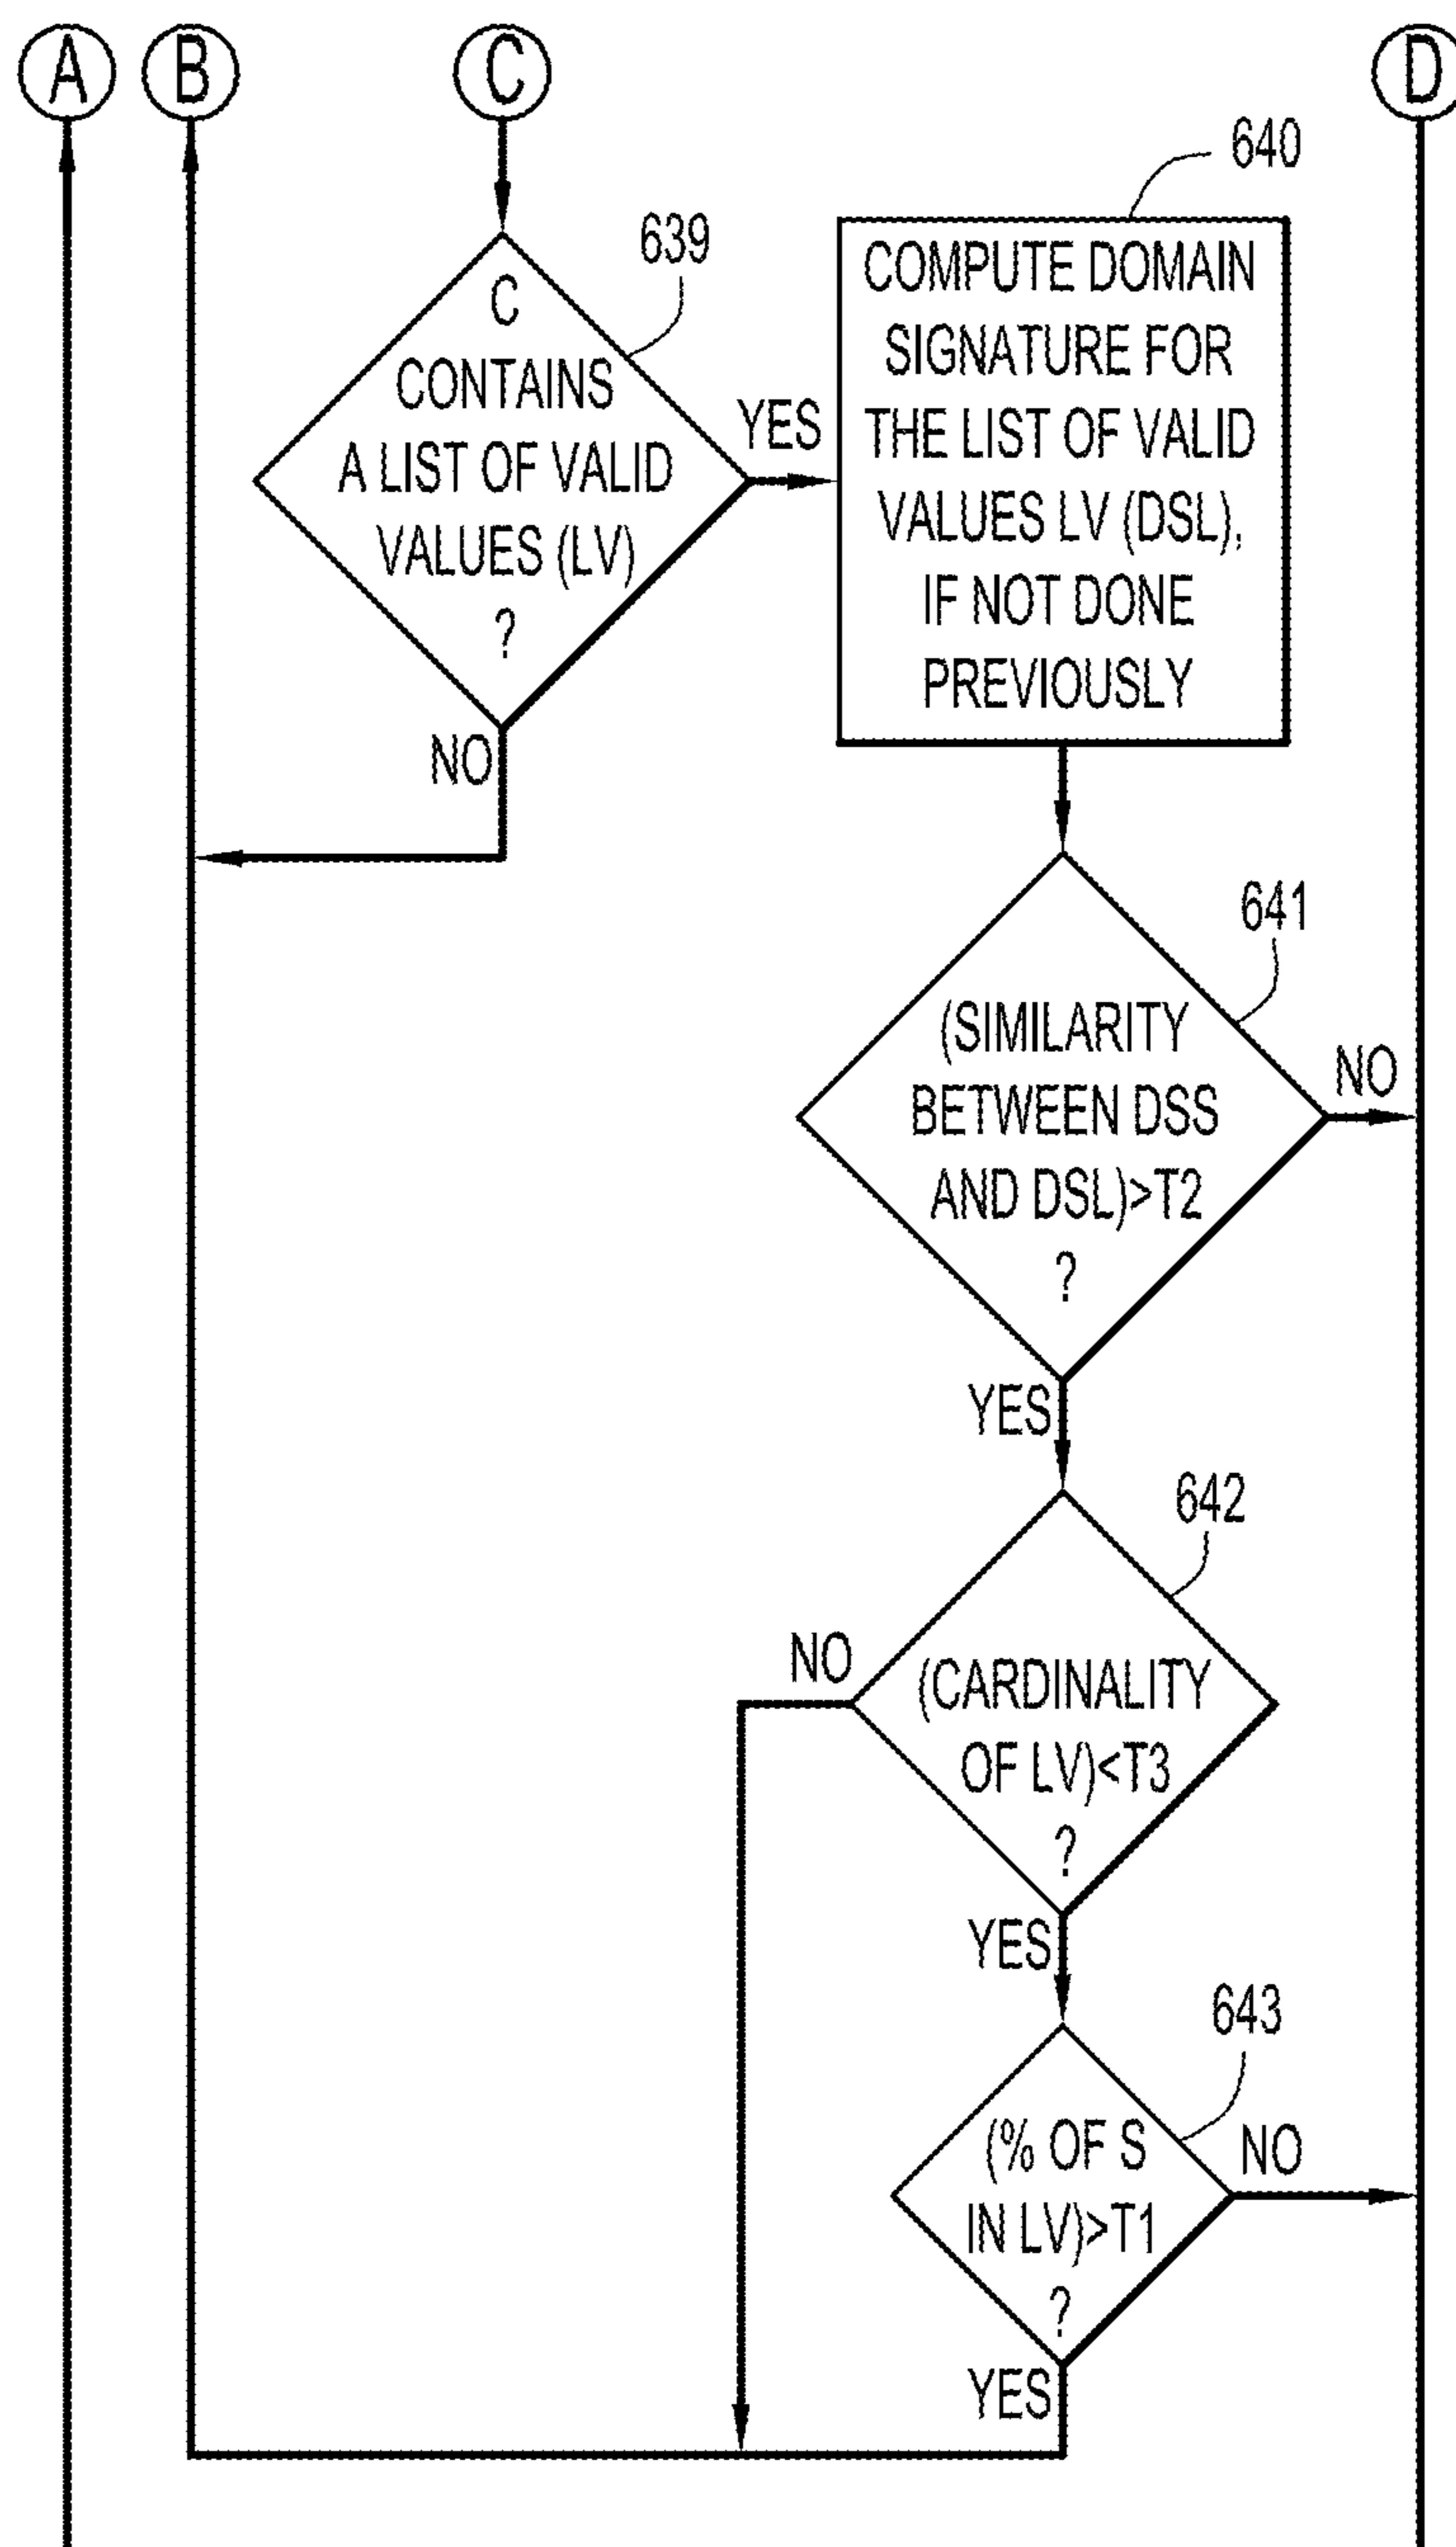 A B C D
640
639
C
CONTAINS
A LIST OF VALID
VALUES (LV)
?
YES
NO
COMPUTE DOMAIN
SIGNATURE FOR
THE LIST OF VALID
VALUES LV (DSL),
IF NOT DONE
PREVIOUSLY
641
(SIMILARITY
BETWEEN DSS
AND DSL)>T2
?
NO
YES
642
(CARDINALITY
OF LV)<T3
?
NO
YES
643
(% OF S
IN LV)>T1
?
NO
YES